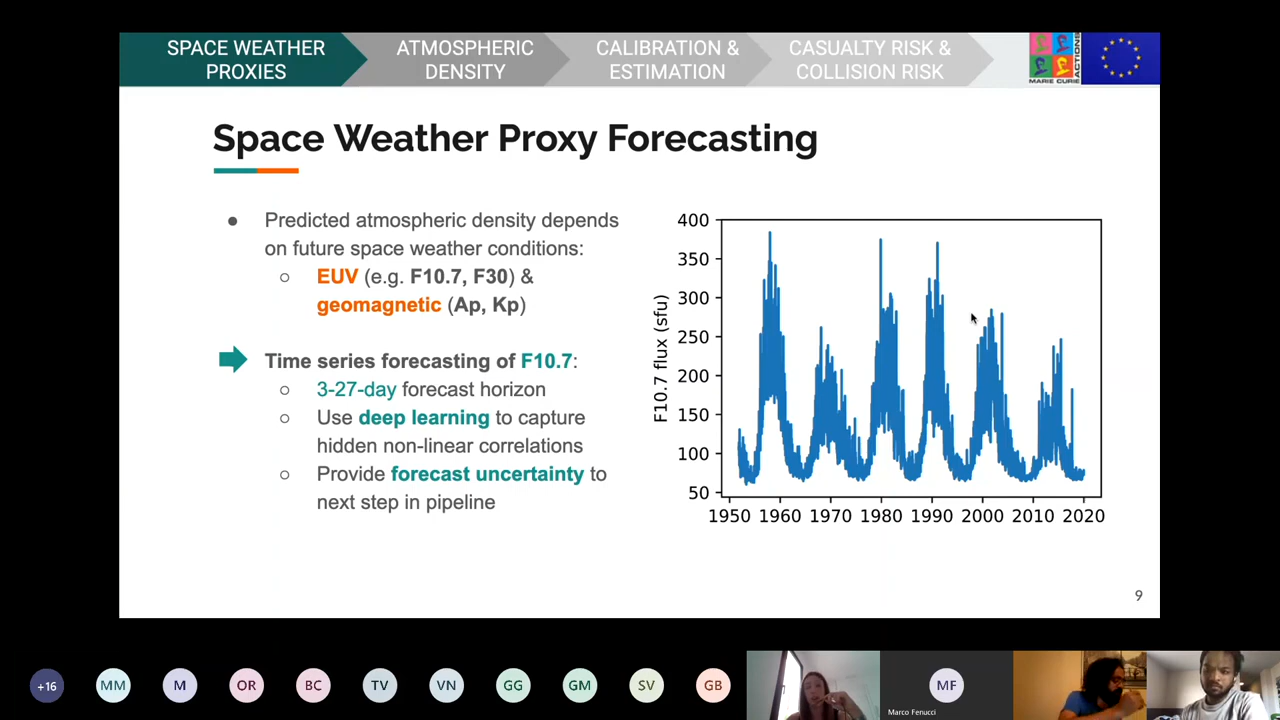 SPACE WEATHER
PROXIES
ATMOSPHERIC
DENSITY
CALIBRATION &
ESTIMATION
CASUALTY RISK &
COLLISION RISK
MARIE CURIE
ACTIONS
Space Weather Proxy Forecasting
● Predicted atmospheric density depends
on future space weather conditions:
○ EUV (e.g. F10.7, F30) &
geomagnetic (Ap, Kp)
Time series forecasting of F10.7:
○ 3-27-day forecast horizon
○ Use deep learning to capture
hidden non-linear correlations
○ Provide forecast uncertainty to
next step in pipeline
F10.7 flux (sfu)
400
350
300
250
200
150
100
50
1950 1960 1970 1980 1990 2000 2010 2020
9
+16 MM M OR BC TV VN GG GM SV GB MF
Marco Fenucci